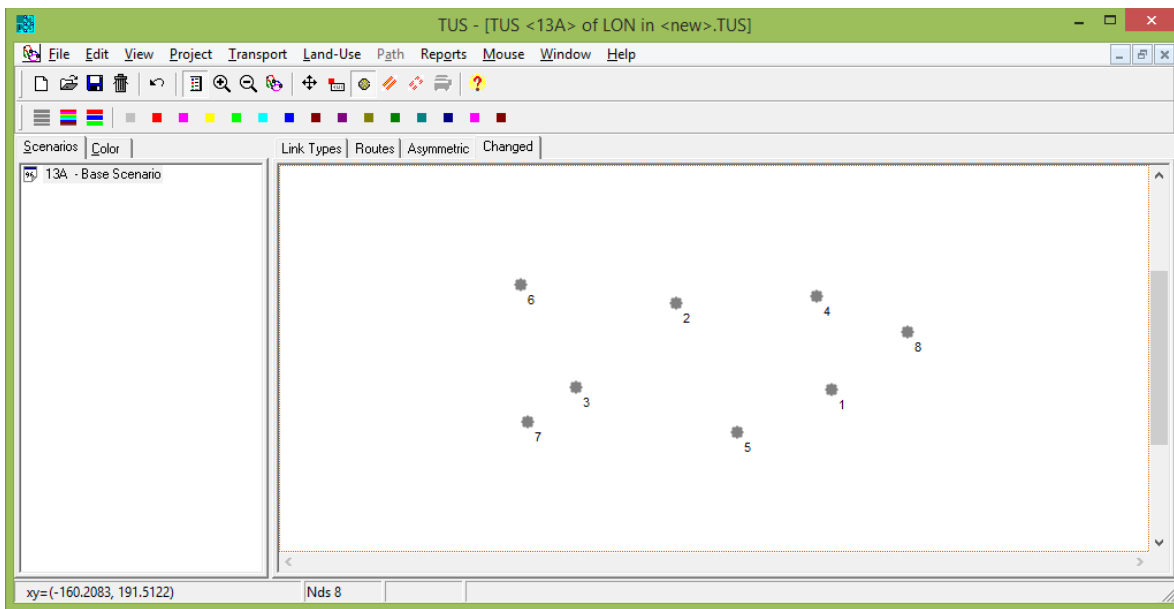 TUS - [TUS <13A> of LON in <new>.TUS]
File Edit View Project Transport Land-Use Path Reports Mouse Window Help
Scenarios Color Link Types Routes Asymmetric Changed
13A - Base Scenario
6
2
4
8
3
1
7
5
xy=(-160.2083, 191.5122) Nds 8